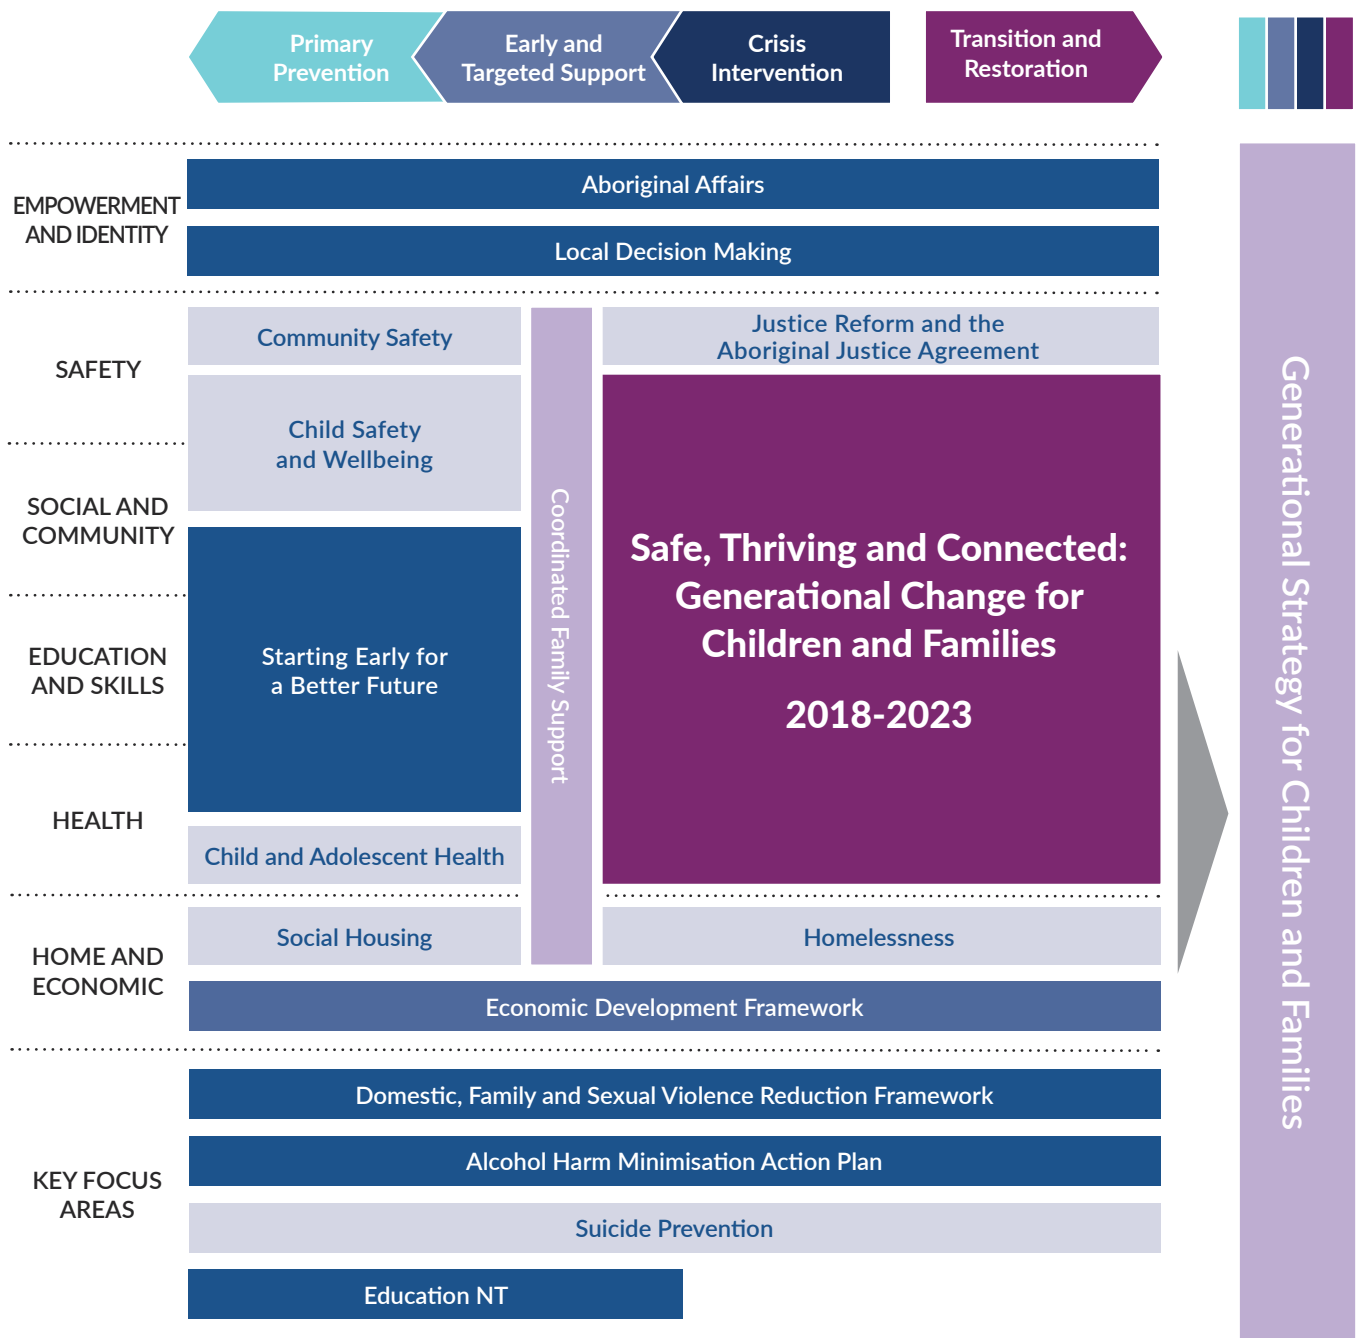 Primary
Prevention
Early and
Targeted Support
Crisis
Intervention
Transition and
Restoration
EMPOWERMENT
AND IDENTITY
Aboriginal Affairs
Local Decision Making
SAFETY
Community Safety
Justice Reform and the
Aboriginal Justice Agreement
Child Safety
and Wellbeing
SOCIAL AND
COMMUNITY
Coordinated Family Support
Safe, Thriving and Connected:
Generational Change for
Children and Families
2018-2023
EDUCATION
AND SKILLS
Starting Early for
a Better Future
HEALTH
Child and Adolescent Health
HOME AND
ECONOMIC
Social Housing
Homelessness
Economic Development Framework
KEY FOCUS
AREAS
Domestic, Family and Sexual Violence Reduction Framework
Alcohol Harm Minimisation Action Plan
Suicide Prevention
Education NT
Generational Strategy for Children and Families